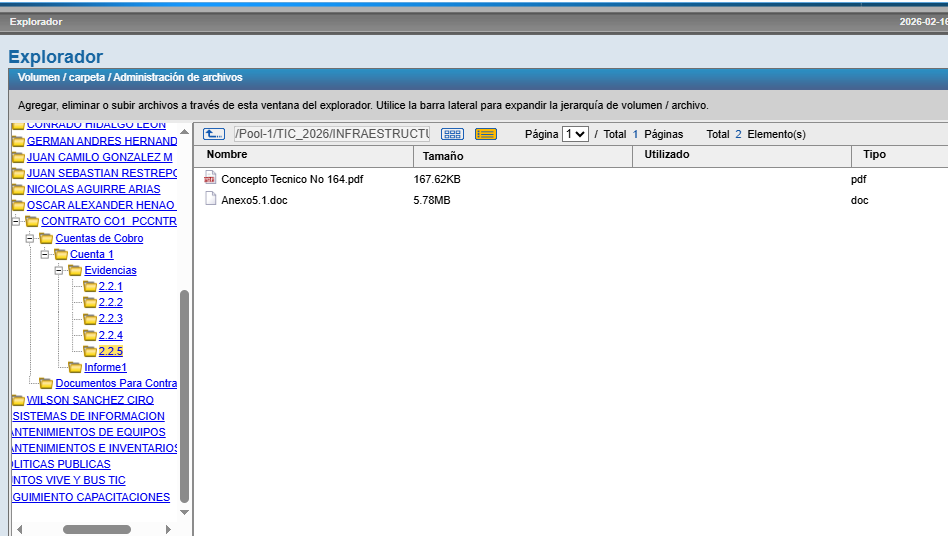 Explorador
2026-02-16
Explorador
Volumen / carpeta / Administración de archivos
Agregar, eliminar o subir archivos a través de esta ventana del explorador. Utilice la barra lateral para expandir la jerarquía de volumen / archivo.
CONRADO HIDALGO LEON
GERMAN ANDRES HERNAND
JUAN CAMILO GONZALEZ M
JUAN SEBASTIAN RESTREPO
NICOLAS AGUIRRE ARIAS
OSCAR ALEXANDER HENAO
CONTRATO CO1_PCCNTR
Cuentas de Cobro
Cuenta 1
Evidencias
2.2.1
2.2.2
2.2.3
2.2.4
2.2.5
Informe1
Documentos Para Contra
WILSON SANCHEZ CIRO
SISTEMAS DE INFORMACION
ANTENIMIENTOS DE EQUIPOS
ANTENIMIENTOS E INVENTARIOS
OLITICAS PUBLICAS
NTOS VIVE Y BUS TIC
GUIMIENTO CAPACITACIONES
/Pool-1/TIC_2026/INFRAESTRUCTU Página 1 / Total 1 Páginas Total 2 Elemento(s)
Nombre Tamaño Utilizado Tipo
Concepto Tecnico No 164.pdf 167.62KB pdf
Anexo5.1.doc 5.78MB doc